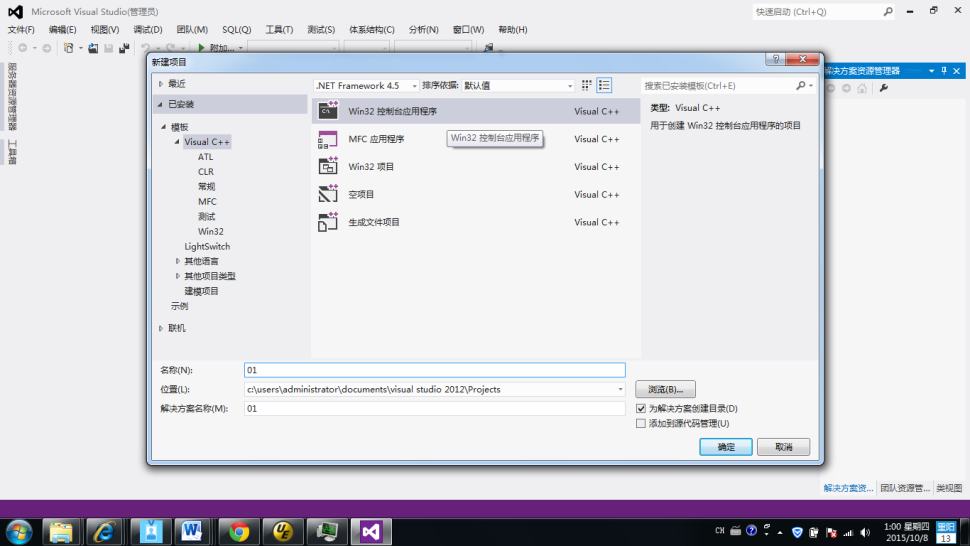 Microsoft Visual Studio(管理员)
快速启动 (Ctrl+Q)
文件(F) 编辑(E) 视图(V) 调试(D) 团队(M) SQL(Q) 工具(T) 测试(S) 体系结构(C) 分析(N) 窗口(W) 帮助(H)
附加...
新建项目
解决方案资源管理器
工具箱
最近
已安装
模板
Visual C++
ATL
CLR
常规
MFC
测试
Win32
LightSwitch
其他语言
其他项目类型
建模项目
示例
联机
.NET Framework 4.5 排序依据: 默认值
搜索已安装模板(Ctrl+E)
Win32 控制台应用程序 Visual C++
Win32 控制台应用程序
MFC 应用程序 Visual C++
Win32 项目 Visual C++
空项目 Visual C++
生成文件项目 Visual C++
类型: Visual C++
用于创建 Win32 控制台应用程序的项目
名称(N): 01
位置(L): c:\users\administrator\documents\visual studio 2012\Projects
浏览(B)...
解决方案名称(M): 01
为解决方案创建目录(D)
添加到源代码管理(U)
确定 取消
解决方案资... 团队资源管... 类视图
CH
1:00 星期四
2015/10/8
重阳
13